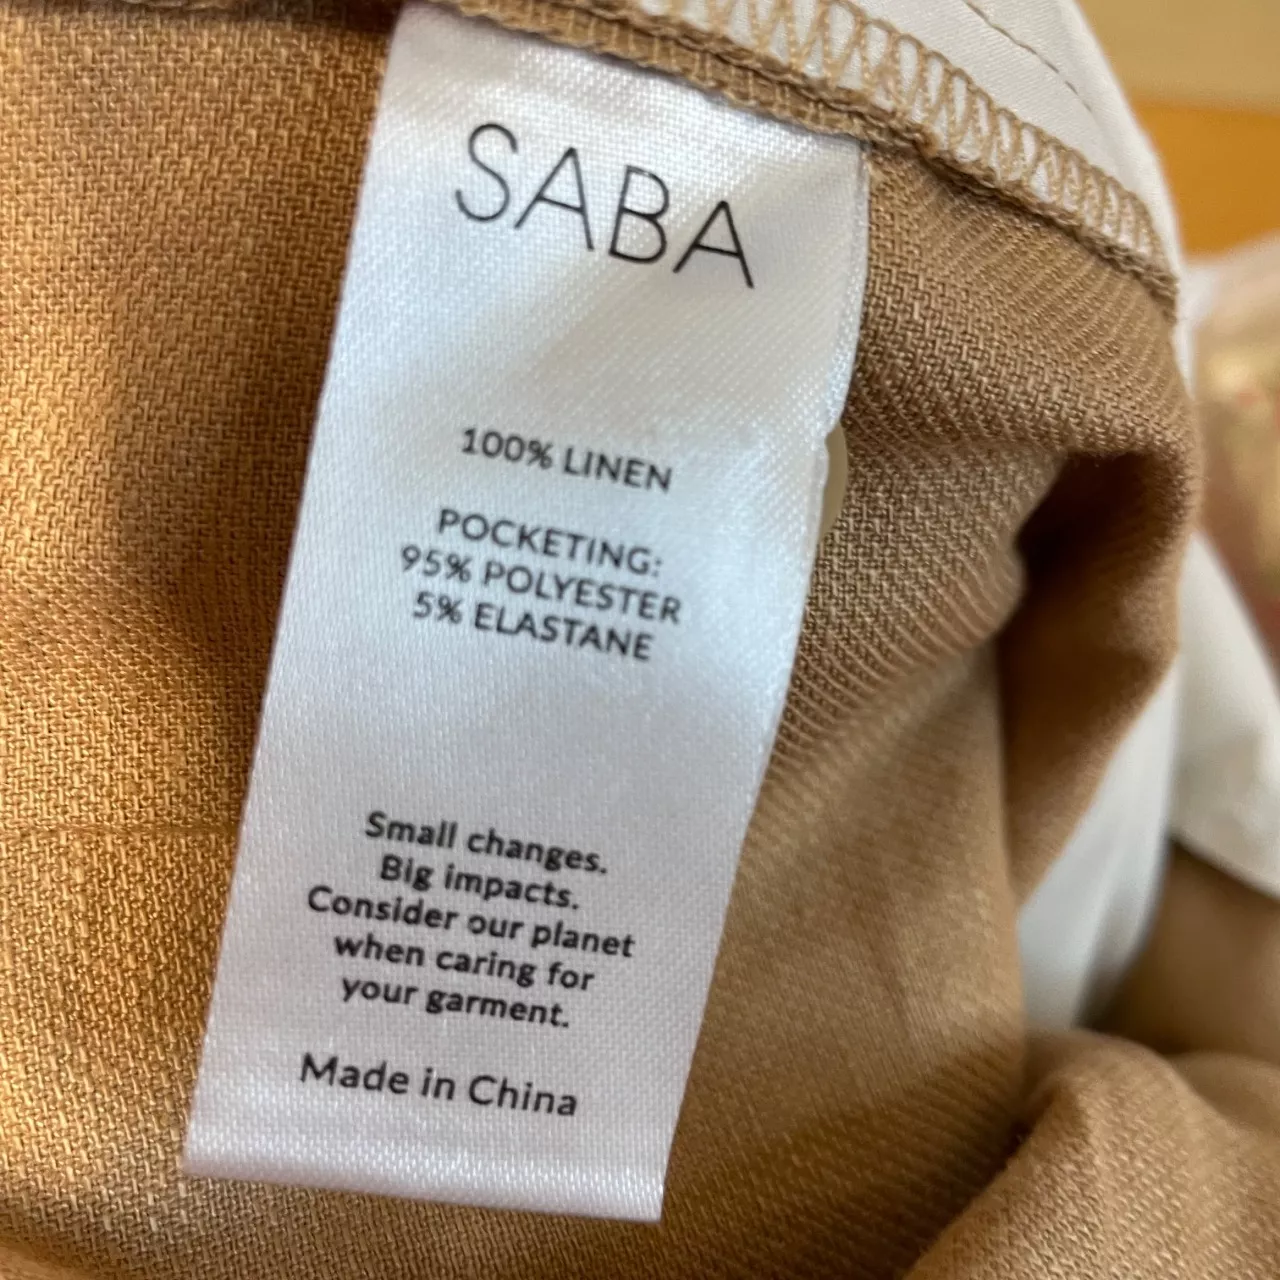 SABA
100% LINEN
POCKETING:
95% POLYESTER
5% ELASTANE
Small changes.
Big impacts.
Consider our planet
when caring for
your garment.
Made in China